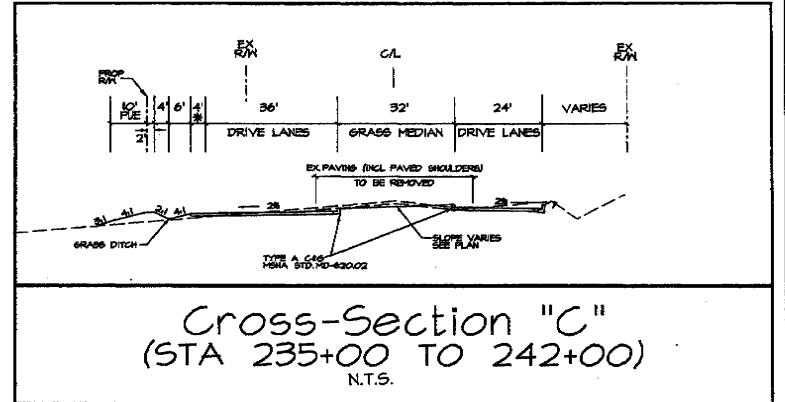 EX
R/W
C/L
EX
R/W
PROP
R/W
10'
PUE
4'
6'
4'
*
36'
32'
24'
VARIES
2'
DRIVE LANES
GRASS MEDIAN
DRIVE LANES
EX.PAVING (INCL PAVED SHOULDERS)
TO BE REMOVED
3:1
4:1
2:1
4:1
2%
2%
GRASS DITCH
TYPE A C&G
MSHA STD.MD-620.02
SLOPE VARIES
SEE PLAN
Cross-Section "C"
(STA 235+00 TO 242+00)
N.T.S.